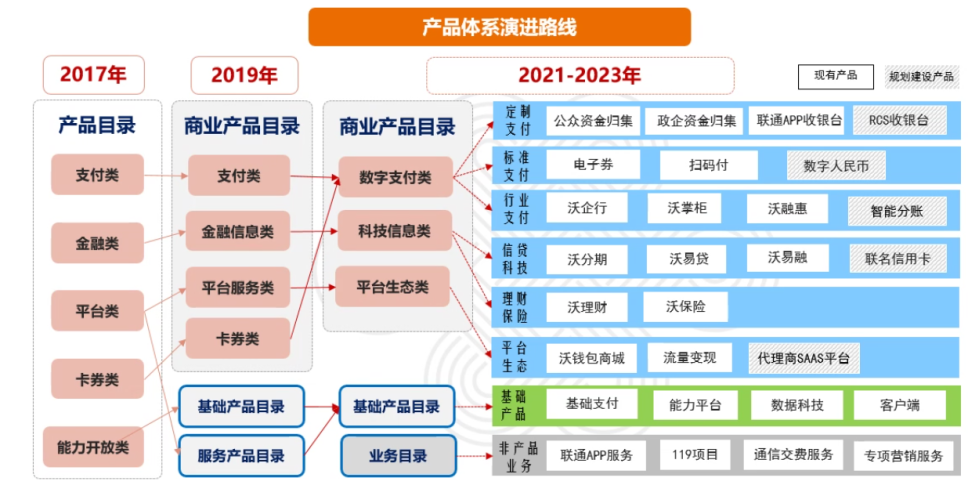 产品体系演进路线
2017年
2019年
2021-2023年
现有产品
规划建设产品
产品目录
支付类
金融类
平台类
卡券类
能力开放类
商业产品目录
支付类
金融信息类
平台服务类
卡券类
基础产品目录
服务产品目录
商业产品目录
数字支付类
科技信息类
平台生态类
基础产品目录
业务目录
定制
支付
公众资金归集
政企资金归集
联通APP收银台
RCS收银台
标准
支付
电子券
扫码付
数字人民币
行业
支付
沃企行
沃掌柜
沃融惠
智能分账
信贷
科技
沃分期
沃易贷
沃易融
联名信用卡
理财
保险
沃理财
沃保险
平台
生态
沃钱包商城
流量变现
代理商SAAS平台
基础
产品
基础支付
能力平台
数据科技
客户端
非产品
业务
联通APP服务
119项目
通信交费服务
专项营销服务